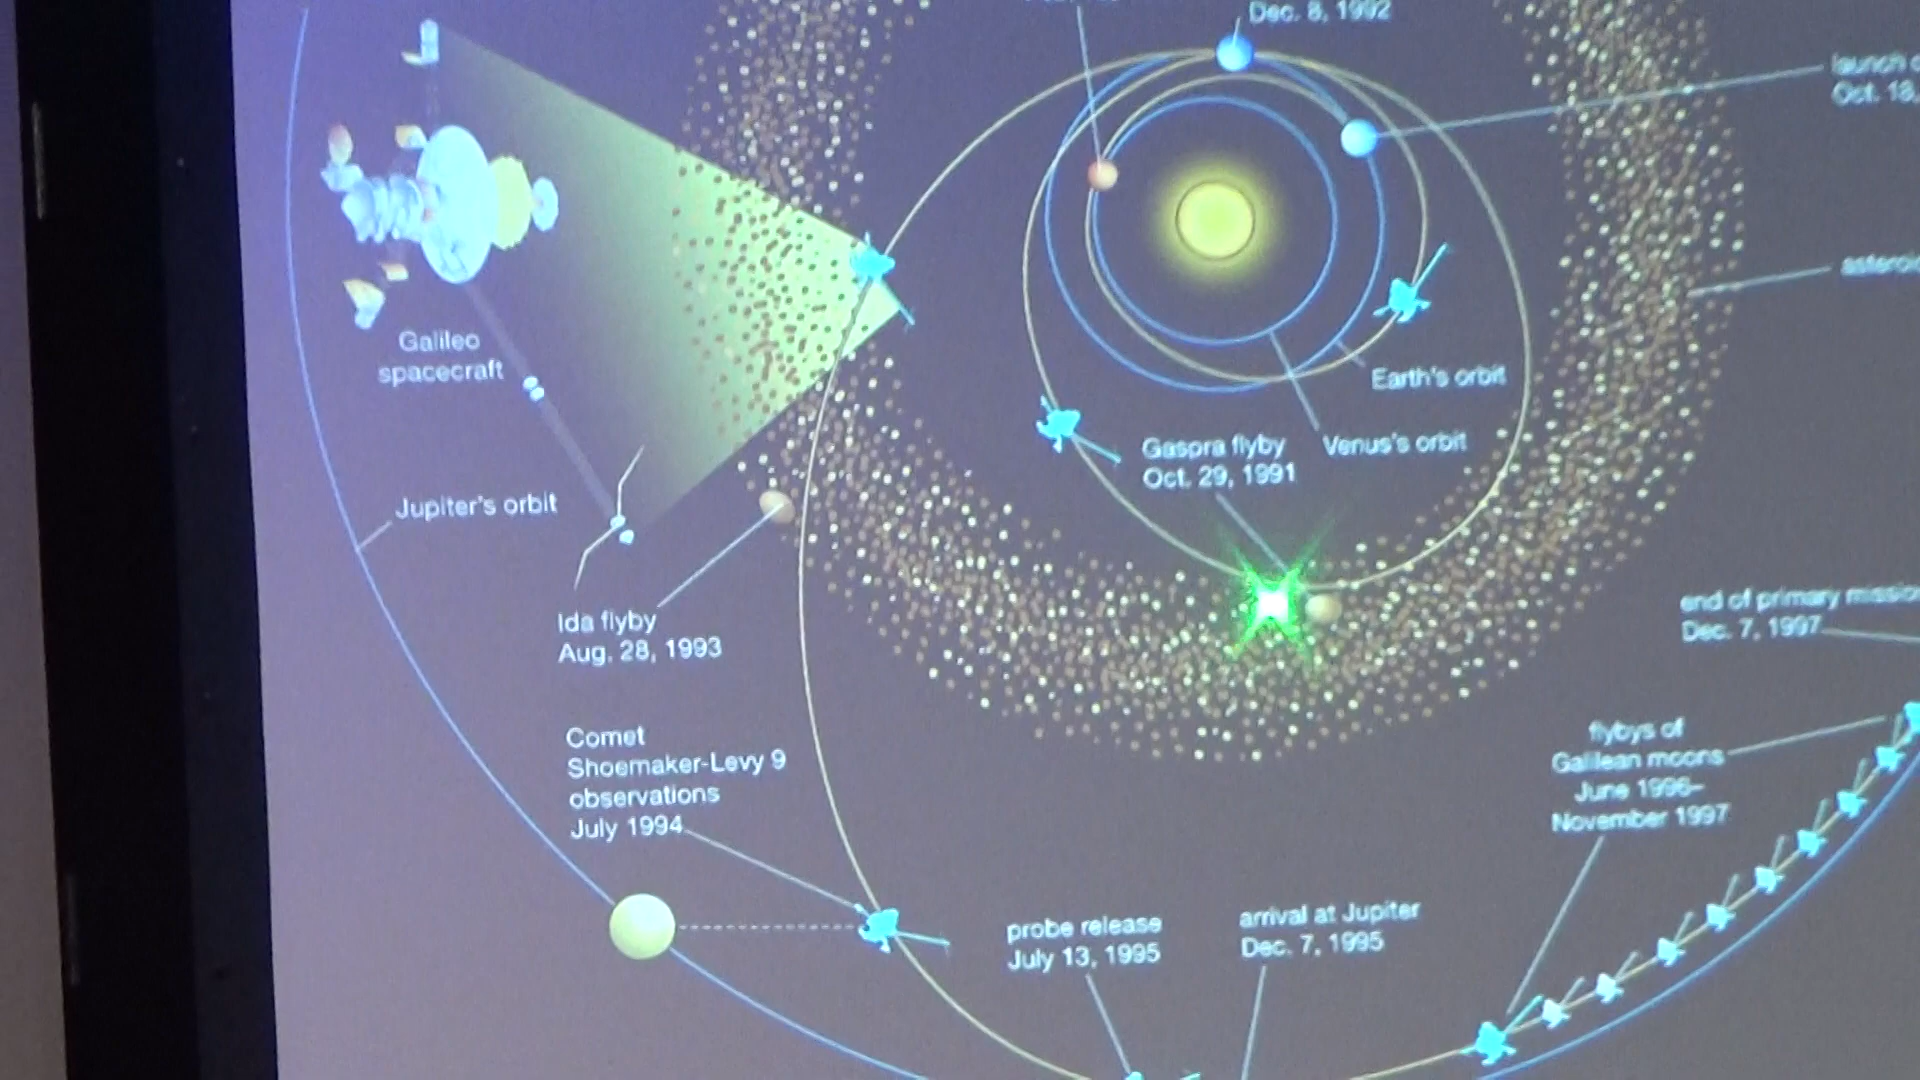 Dec. 8, 1992
launch
Oct. 18,
Galileo
spacecraft
Earth's orbit
Venus's orbit
Gaspra flyby
Oct. 29, 1991
Jupiter's orbit
Ida flyby
Aug. 28, 1993
end of primary
Dec. 7, 1997
Comet
Shoemaker-Levy 9
observations
July 1994
flybys of
Galilean moons
June 1996–
November 1997
probe release
July 13, 1995
arrival at Jupiter
Dec. 7, 1995